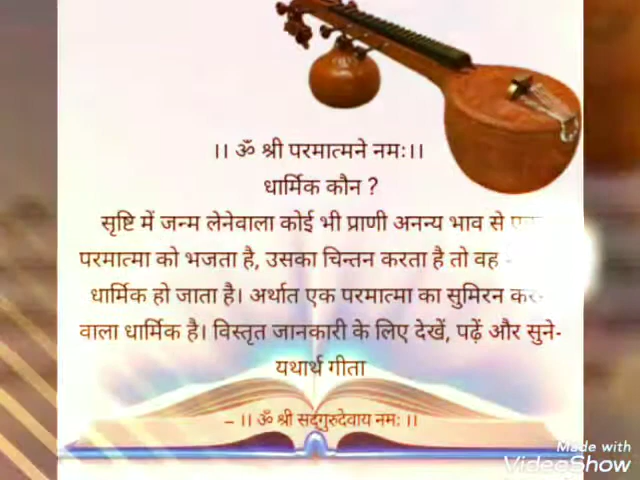 ।। ॐ श्री परमात्मने नमः।।
धार्मिक कौन ?
सृष्टि में जन्म लेनेवाला कोई भी प्राणी अनन्य भाव से
परमात्मा को भजता है, उसका चिन्तन करता है तो वह
धार्मिक हो जाता है। अर्थात एक परमात्मा का सुमिरन कर-
वाला धार्मिक है। विस्तृत जानकारी के लिए देखें, पढ़ें और सुने-
यथार्थ गीता
– ।। ॐ श्री सद्गुरुदेवाय नमः ।।
Made with
VideoShow